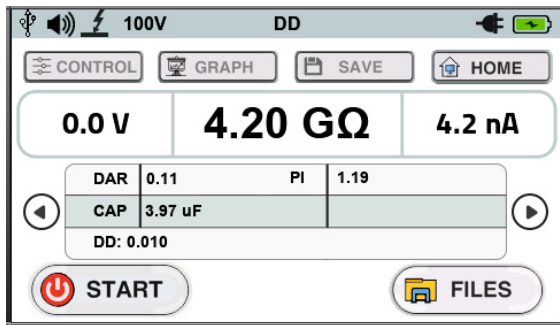 100V DD
CONTROL GRAPH SAVE HOME
0.0 V 4.20 GΩ 4.2 nA
DAR 0.11 PI 1.19
CAP 3.97 uF
DD: 0.010
START FILES